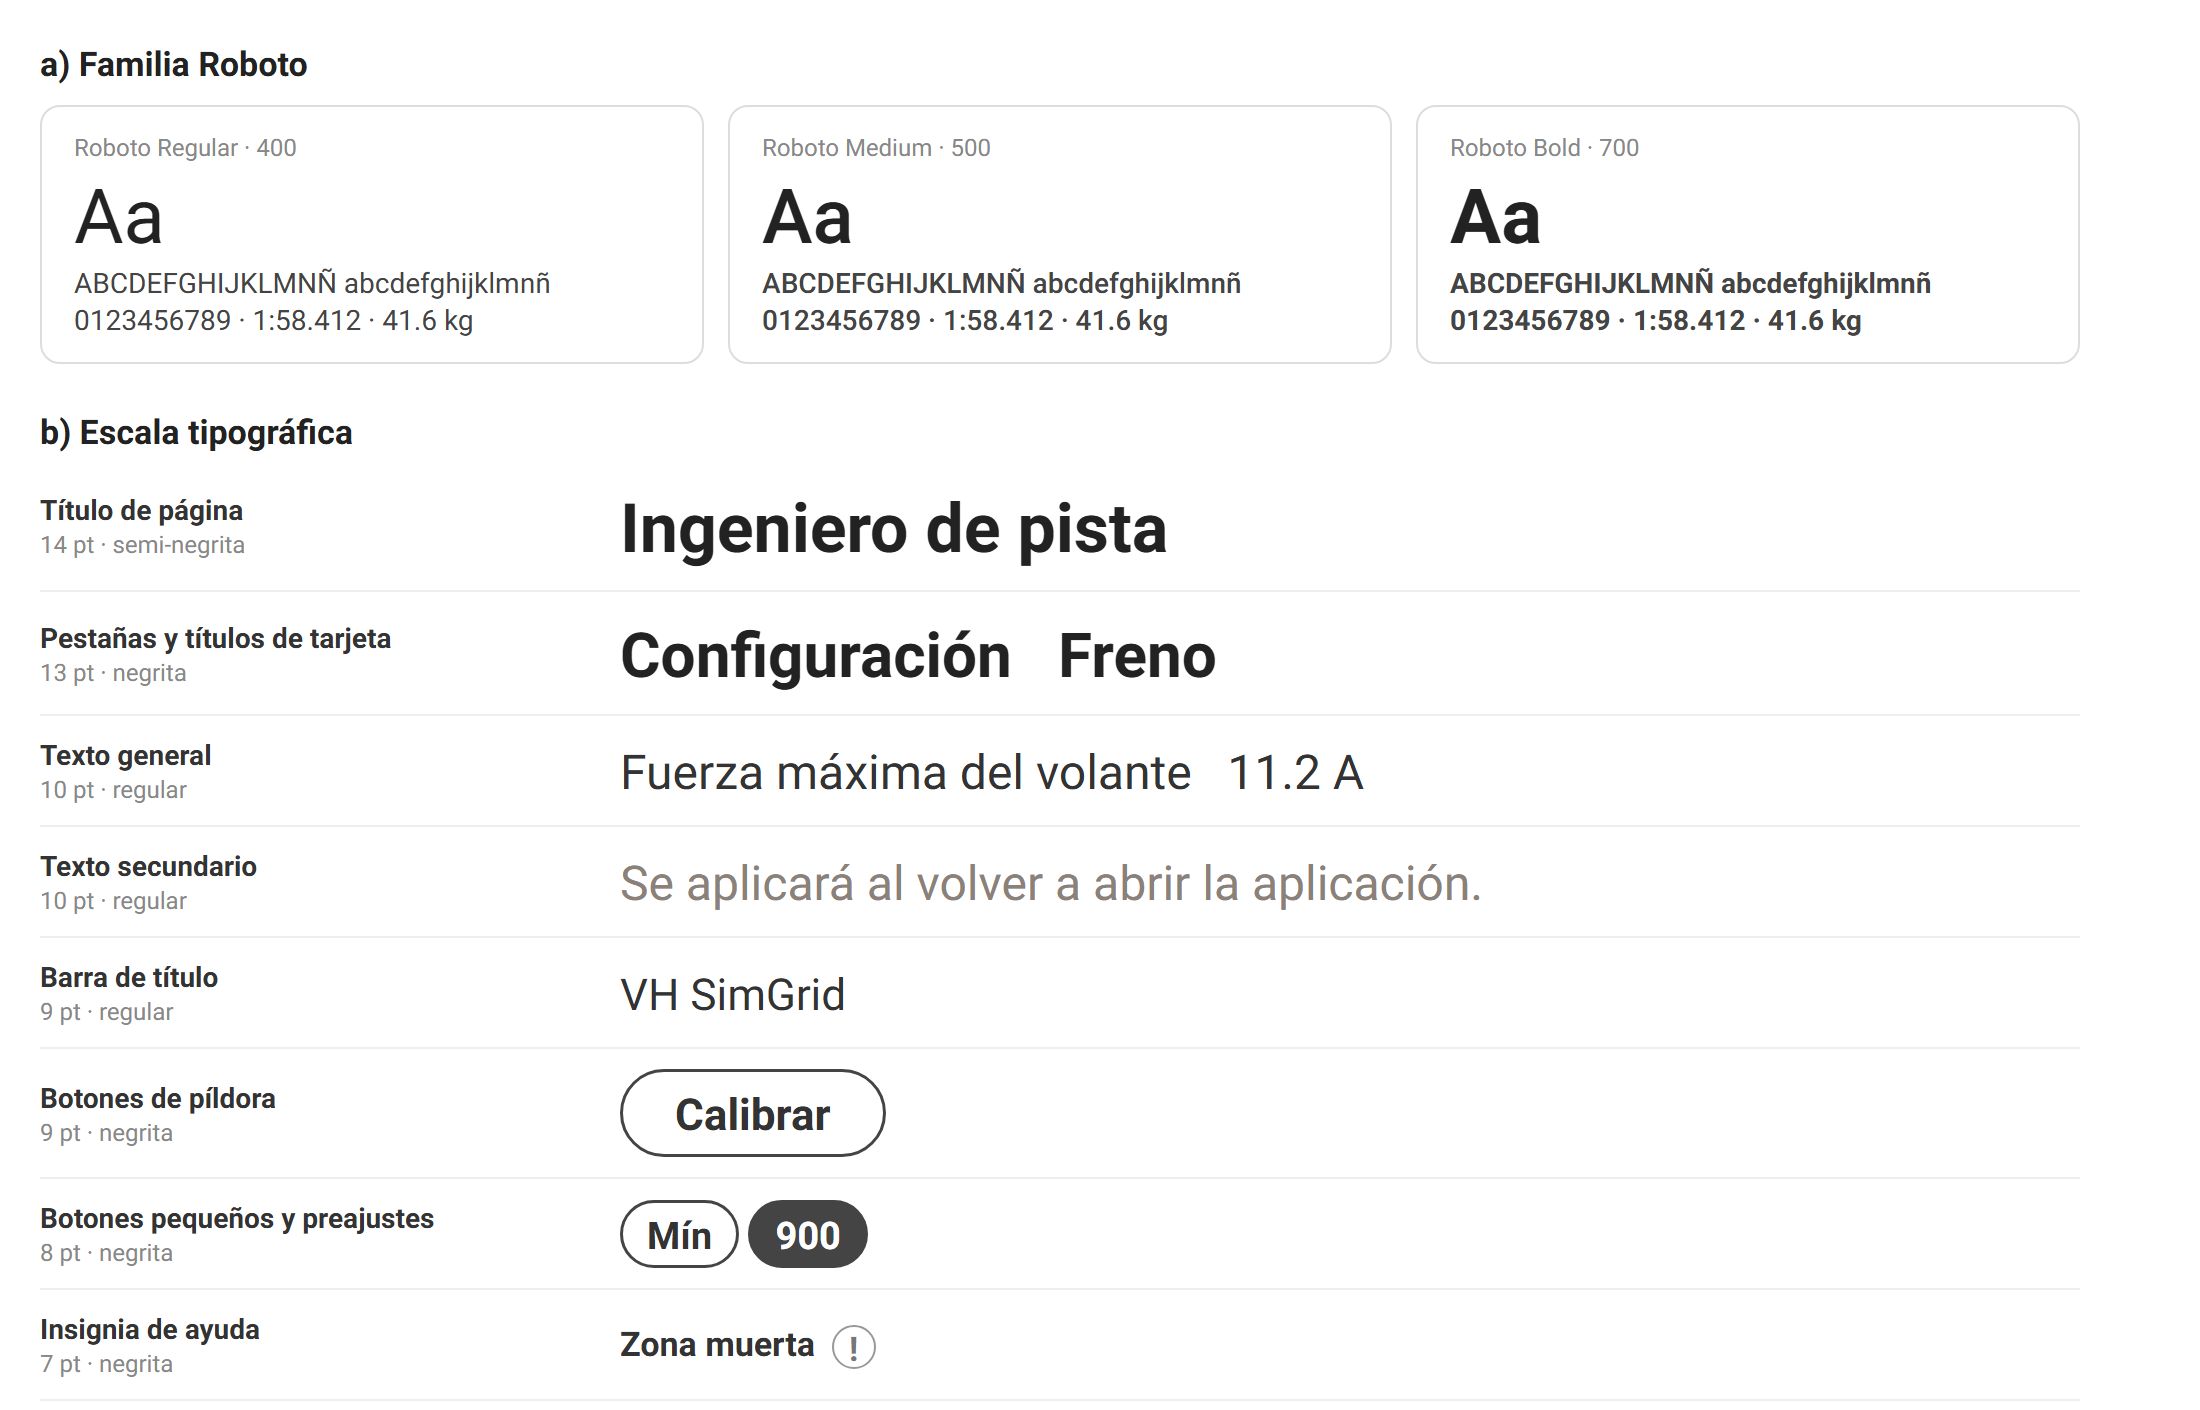 a) Familia Roboto
Roboto Regular · 400
Aa
ABCDEFGHIJKLMNÑ abcdefghijklmnñ
0123456789 · 1:58.412 · 41.6 kg
Roboto Medium · 500
Aa
ABCDEFGHIJKLMNÑ abcdefghijklmnñ
0123456789 · 1:58.412 · 41.6 kg
Roboto Bold · 700
Aa
ABCDEFGHIJKLMNÑ abcdefghijklmnñ
0123456789 · 1:58.412 · 41.6 kg
b) Escala tipográfica
Título de página
14 pt · semi-negrita
Ingeniero de pista
Pestañas y títulos de tarjeta
13 pt · negrita
Configuración Freno
Texto general
10 pt · regular
Fuerza máxima del volante 11.2 A
Texto secundario
10 pt · regular
Se aplicará al volver a abrir la aplicación.
Barra de título
9 pt · regular
VH SimGrid
Botones de píldora
9 pt · negrita
Calibrar
Botones pequeños y preajustes
8 pt · negrita
Mín 900
Insignia de ayuda
7 pt · negrita
Zona muerta !